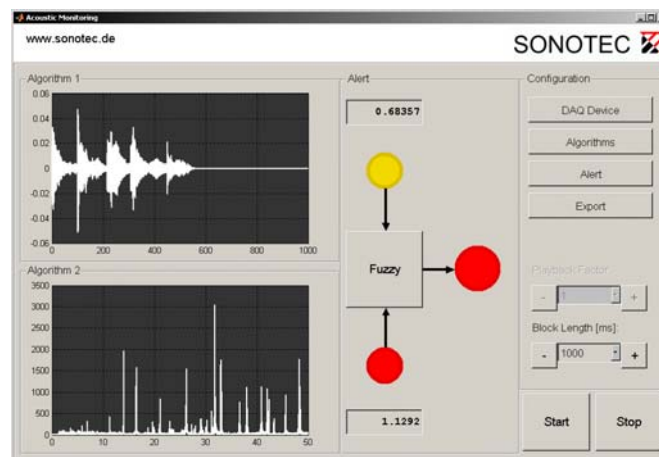 Acoustic Monitoring
www.sonotec.de
SONOTEC
Algorithm 1
0.06
0.04
0.02
0
-0.02
-0.04
-0.06
0 200 400 600 800 1000
Algorithm 2
3500
3000
2500
2000
1500
1000
500
0
0 10 20 30 40 50
Alert
0.68357
Fuzzy
1.1292
Configuration
DAQ Device
Algorithms
Alert
Export
Playback Factor
- 1 +
Block Length [ms]:
- 1000 +
Start Stop